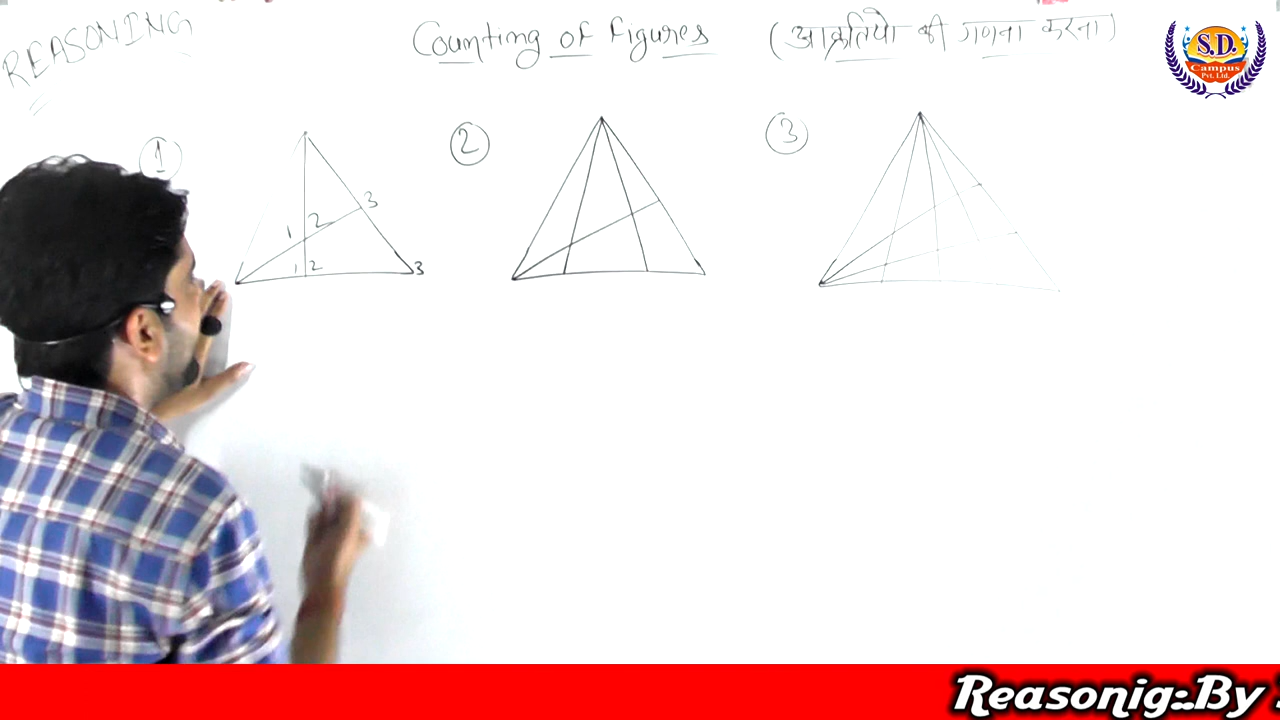 REASONING
Counting of Figures (आक्रतियो की गणना करना)
S.D.
Campus
Pvt. Ltd.
1
3
1 2
1 2 3
2
3
Reasonig::By